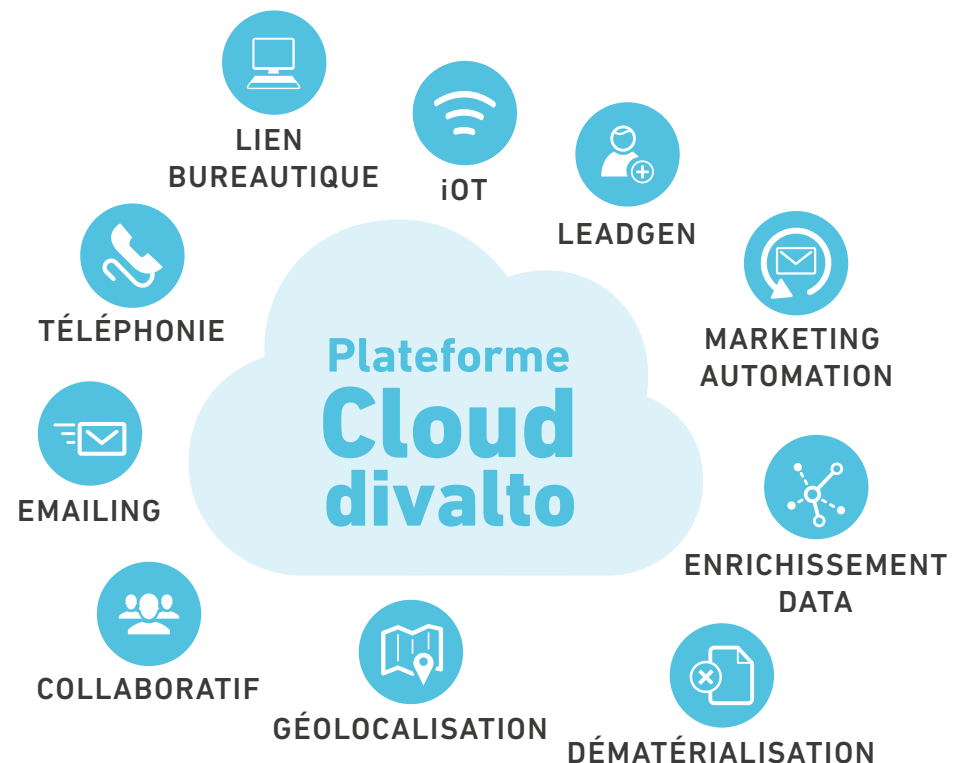 LIEN
BUREAUTIQUE
iOT
LEADGEN
TÉLÉPHONIE
MARKETING
AUTOMATION
Plateforme
Cloud
divalto
EMAILING
ENRICHISSEMENT
DATA
COLLABORATIF
GÉOLOCALISATION
DÉMATÉRIALISATION